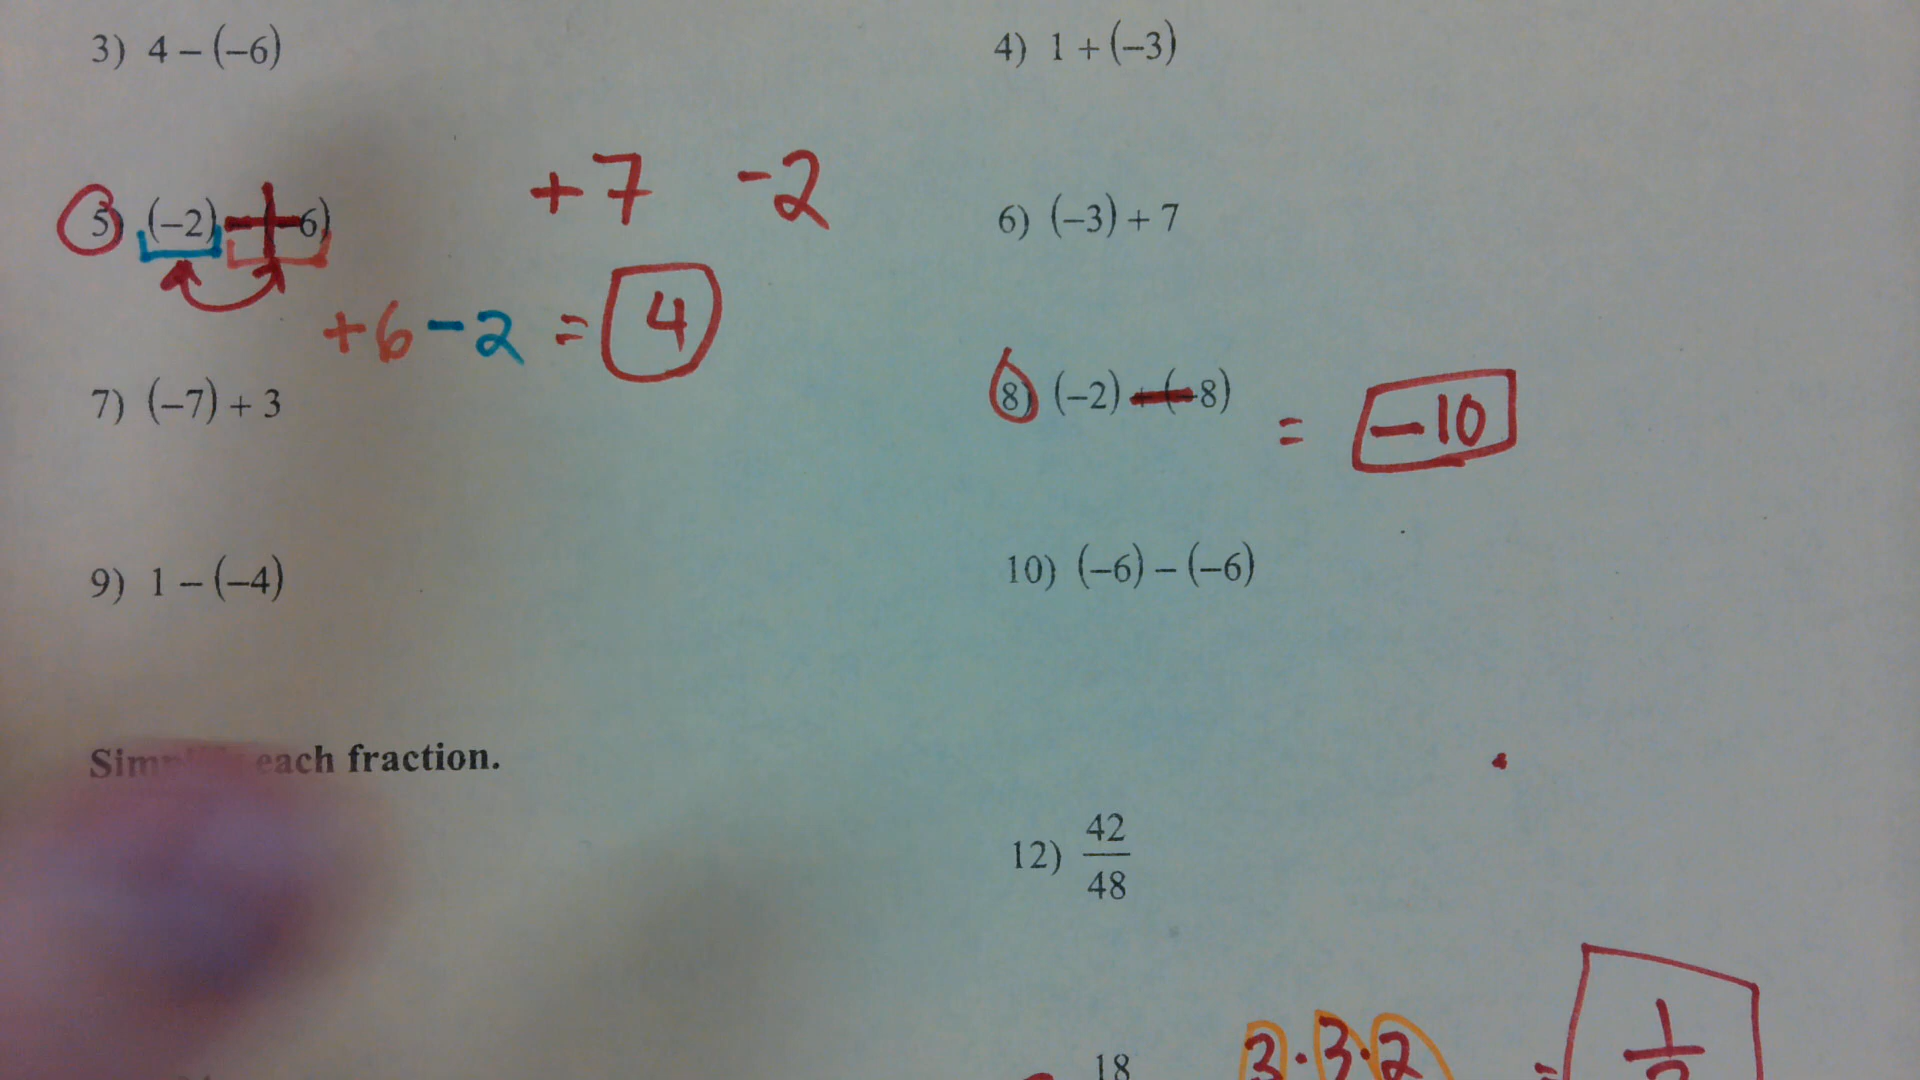 3) 4 – (–6)
4) 1 + (–3)
+7 -2
5) (–2) 6)
6) (–3) + 7
+6 -2 = 4
7) (–7) + 3
8) (–2) 8) = -10
9) 1 – (–4)
10) (–6) – (–6)
each fraction.
12) 42
48
18
3·3·2 =
1